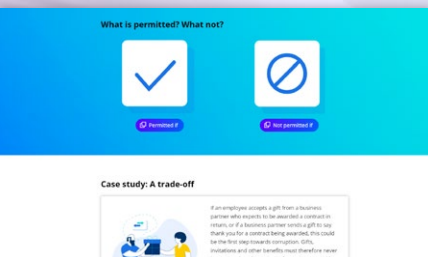 What is permitted? What not?
Permitted if
Not permitted if
Case study: A trade-off
If an employee accepts a gift from a business
partner who expects to be awarded a contract in
return, or if a business partner sends a gift to say
thank you for a contract being awarded, this could
be the first step towards corruption. Gifts,
invitations and other benefits must therefore never